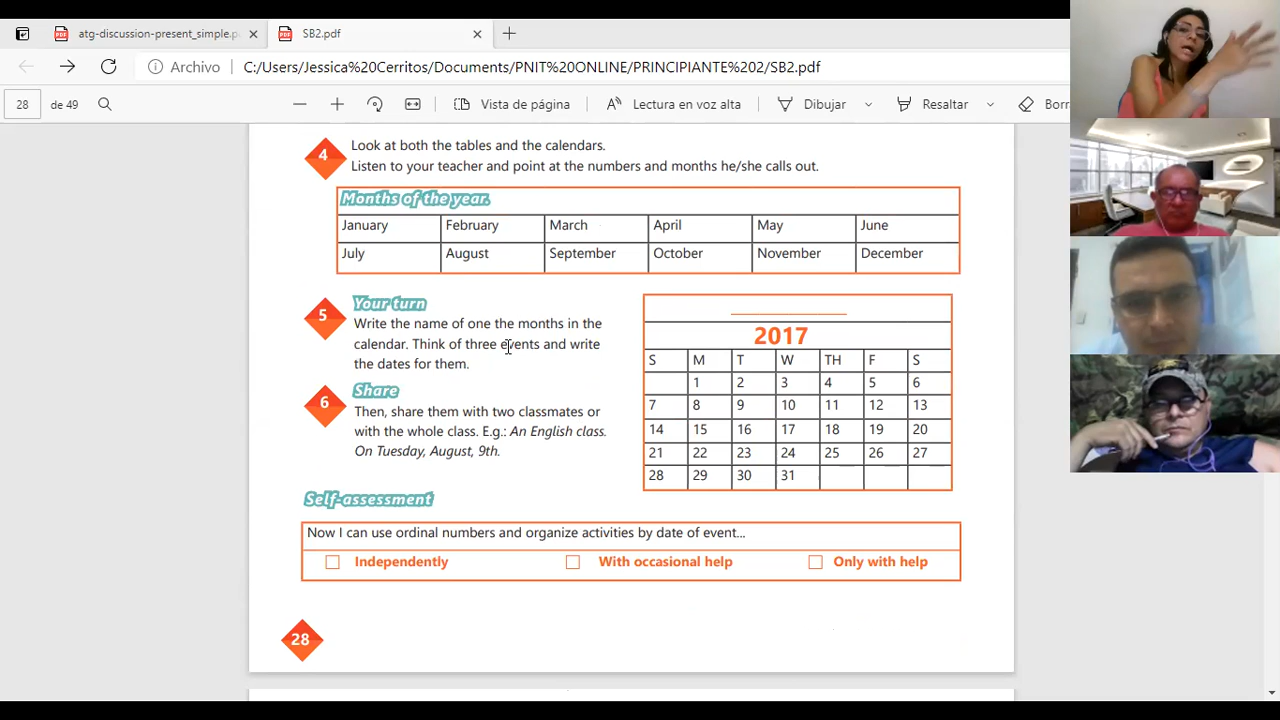 atg-discussion-present_simple.p
SB2.pdf
Archivo
C:/Users/Jessica%20Cerritos/Documents/PNIT%20ONLINE/PRINCIPIANTE%202/SB2.pdf
28
de 49
Vista de página
Lectura en voz alta
Dibujar
Resaltar
Borr
4
Look at both the tables and the calendars.
Listen to your teacher and point at the numbers and months he/she calls out.
Months of the year.
January February March April May June
July August September October November December
5
Your turn
Write the name of one the months in the
calendar. Think of three events and write
the dates for them.
6
Share
Then, share them with two classmates or
with the whole class. E.g.: An English class.
On Tuesday, August, 9th.
2017
S M T W TH F S
1 2 3 4 5 6
7 8 9 10 11 12 13
14 15 16 17 18 19 20
21 22 23 24 25 26 27
28 29 30 31
Self-assessment
Now I can use ordinal numbers and organize activities by date of event...
Independently
With occasional help
Only with help
28